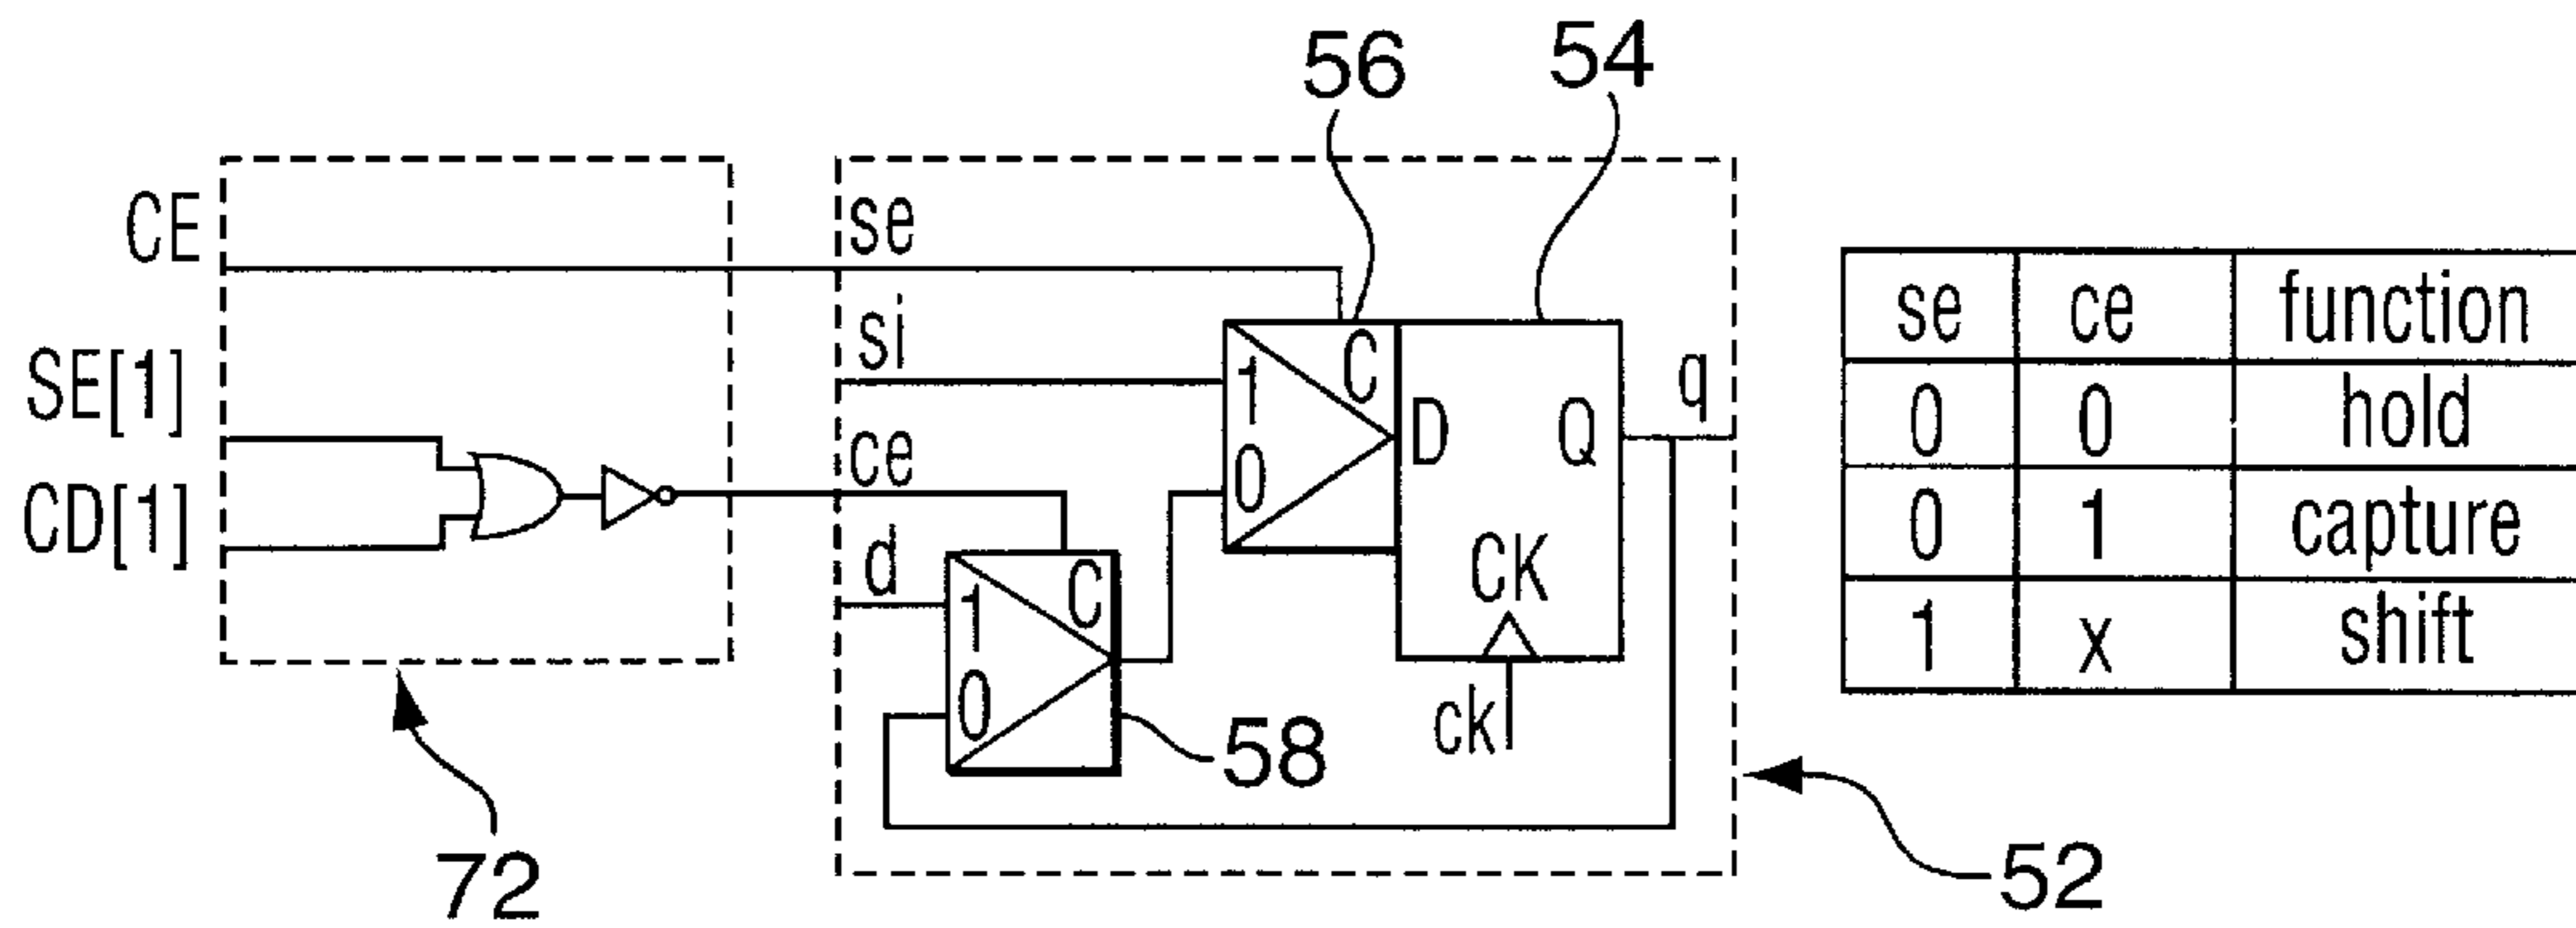 56
54
CE
SE[1]
CD[1]
72
se
si
ce
d
1
0
C
58
1
0
C
D
Q
CK
ck
q
52
se ce function
0 0 hold
0 1 capture
1 x shift